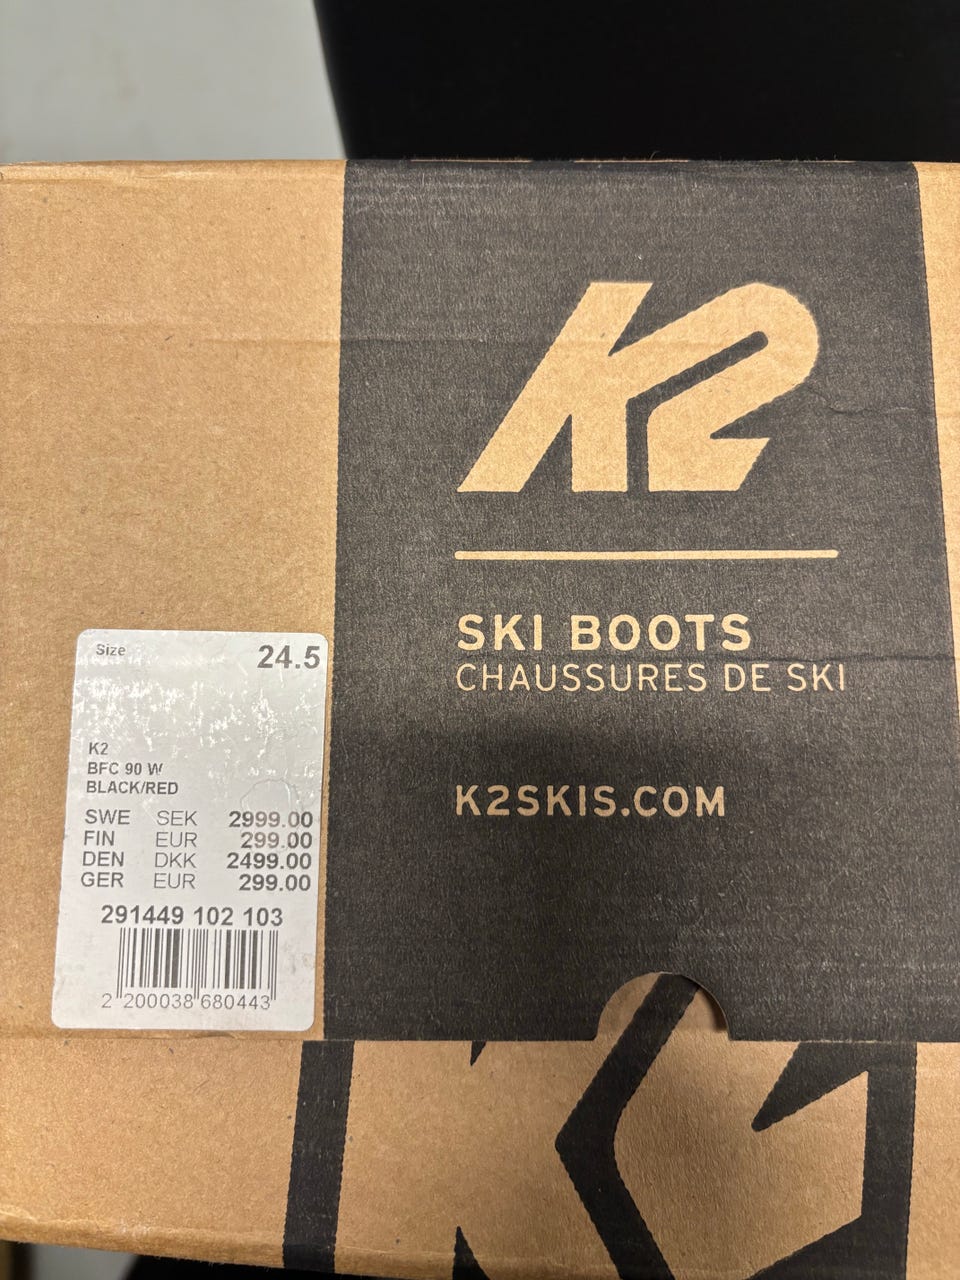 K2
SKI BOOTS
CHAUSSURES DE SKI
K2SKIS.COM
Size 24.5
K2
BFC 90 W
BLACK/RED
SWE SEK 2999.00
FIN EUR 299.00
DEN DKK 2499.00
GER EUR 299.00
291449 102 103
2 200038 680443